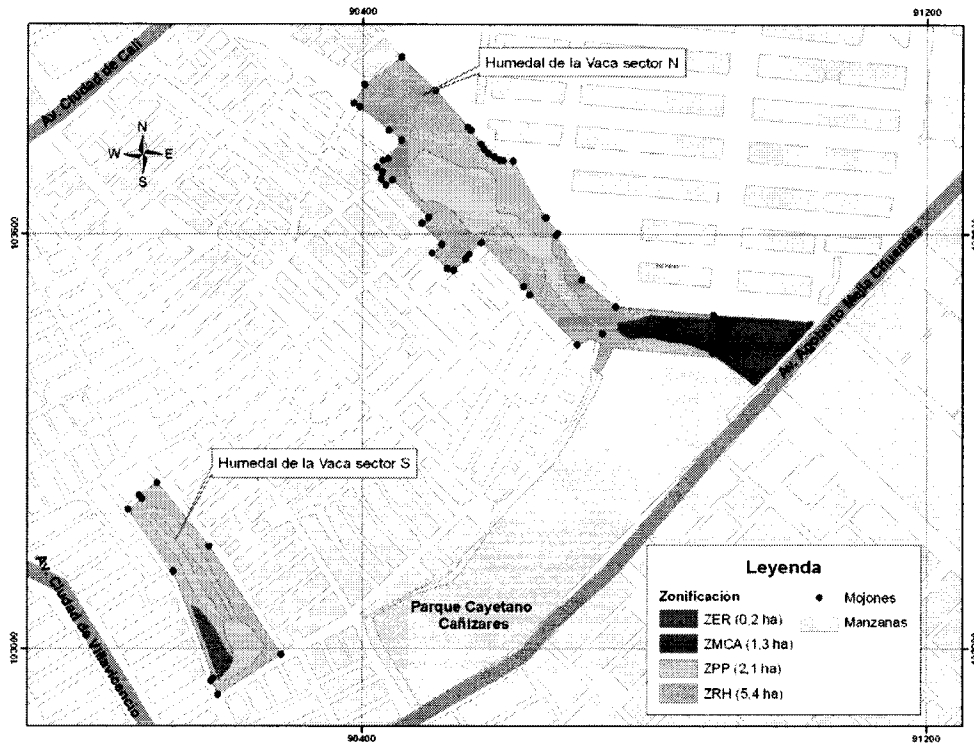 90400
91200
Av. Ciudad de Cali
Humedal de la Vaca sector N
N
W
E
S
103600
Av. Agoberto Mejía Cifuentes
Humedal de la Vaca sector S
Av. Ciudad de Villavicencio
Parque Cayetano
Cañizares
Leyenda
Zonificacion
ZER (0,2 ha)
ZMCA (1,3 ha)
ZPP (2,1 ha)
ZRH (5,4 ha)
Mojones
Manzanas
103000
90400
91200